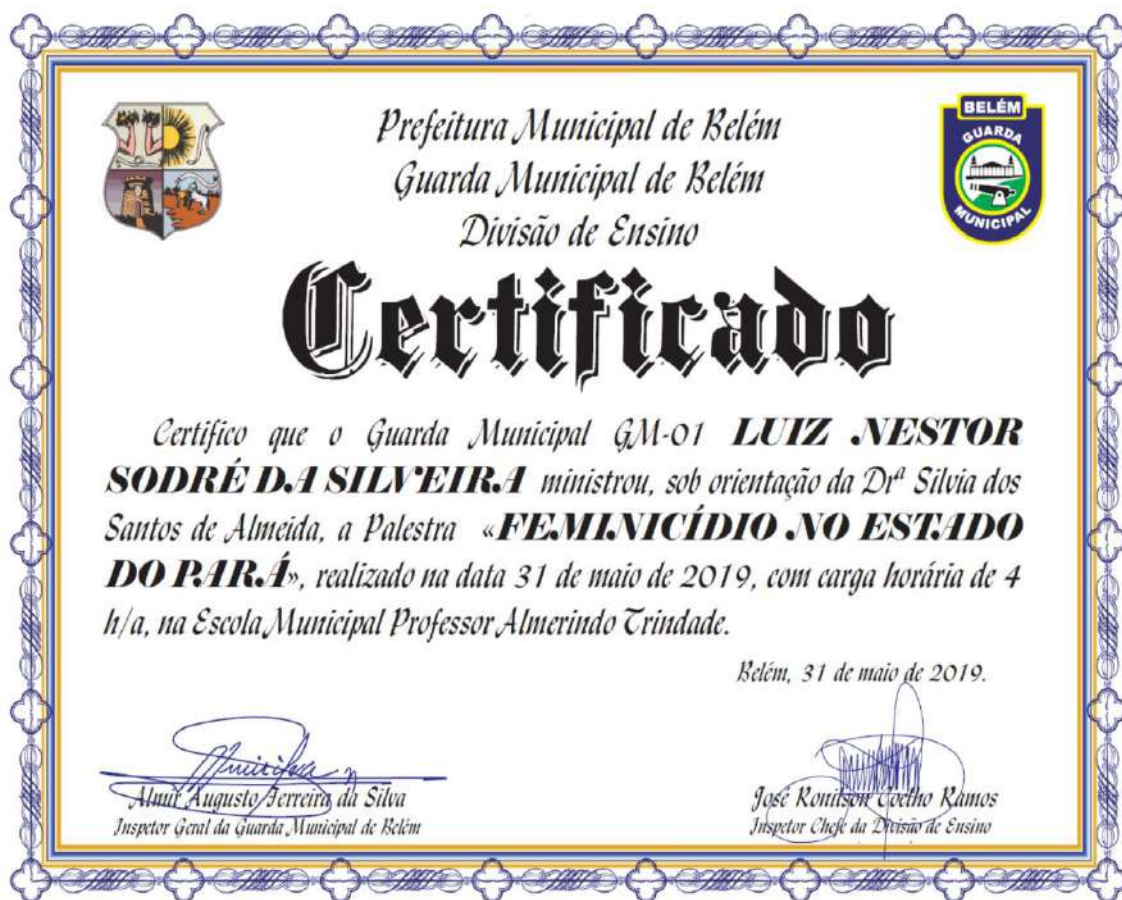 Prefeitura Municipal de Belém
Guarda Municipal de Belém
Divisão de Ensino
BELÉM
GUARDA
MUNICIPAL
Certificado
Certifico que o Guarda Municipal GM-01 LUIZ NESTOR
SODRÉ DA SILVEIRA ministrou, sob orientação da Drª Silvia dos
Santos de Almeida, a Palestra «FEMINICÍDIO NO ESTADO
DO PARÁ», realizado na data 31 de maio de 2019, com carga horária de 4
h/a, na Escola Municipal Professor Almerindo Trindade.
Belém, 31 de maio de 2019.
Almir Augusto Ferreira da Silva
Inspetor Geral da Guarda Municipal de Belém
José Ronilson Coelho Ramos
Inspetor Chefe da Divisão de Ensino